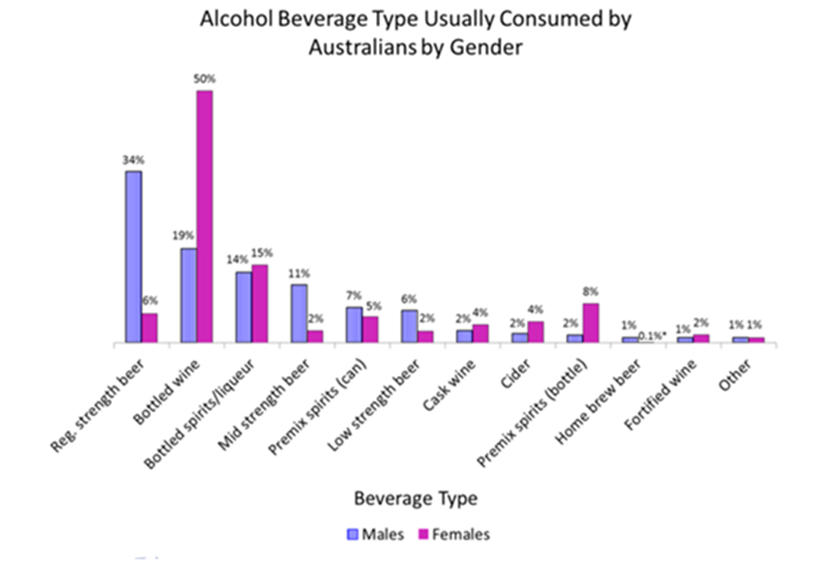 Alcohol Beverage Type Usually Consumed by
Australians by Gender
50%
34%
19%
14% 15%
11%
6%
2%
7%
5%
6%
2%
2% 4%
2%
4%
2%
8%
1%
0.1%*
1% 2%
1% 1%
Reg. strength beer
Bottled wine
Bottled spirits/liqueur
Mid strength beer
Premix spirits (can)
Low strength beer
Cask wine
Cider
Premix spirits (bottle)
Home brew beer
Fortified wine
Other
Beverage Type
Males Females